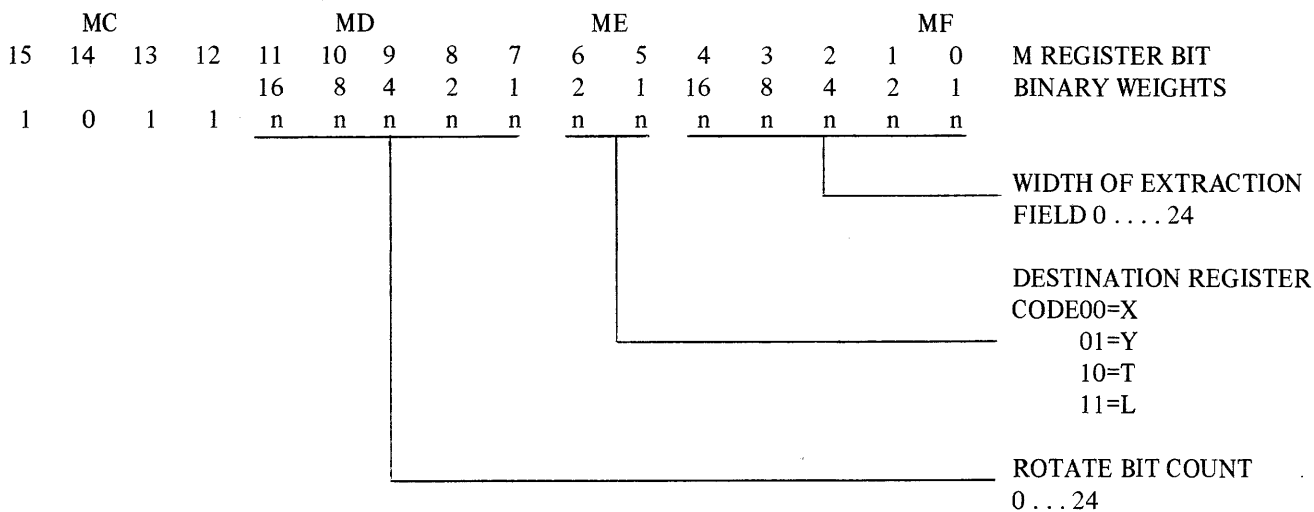 MC MD ME MF
15 14 13 12 11 10 9 8 7 6 5 4 3 2 1 0 M REGISTER BIT
16 8 4 2 1 2 1 16 8 4 2 1 BINARY WEIGHTS
1 0 1 1 n n n n n n n n n n n n
WIDTH OF EXTRACTION
FIELD 0 . . . . 24
DESTINATION REGISTER
CODE00=X
01=Y
10=T
11=L
ROTATE BIT COUNT
0 . . . 24